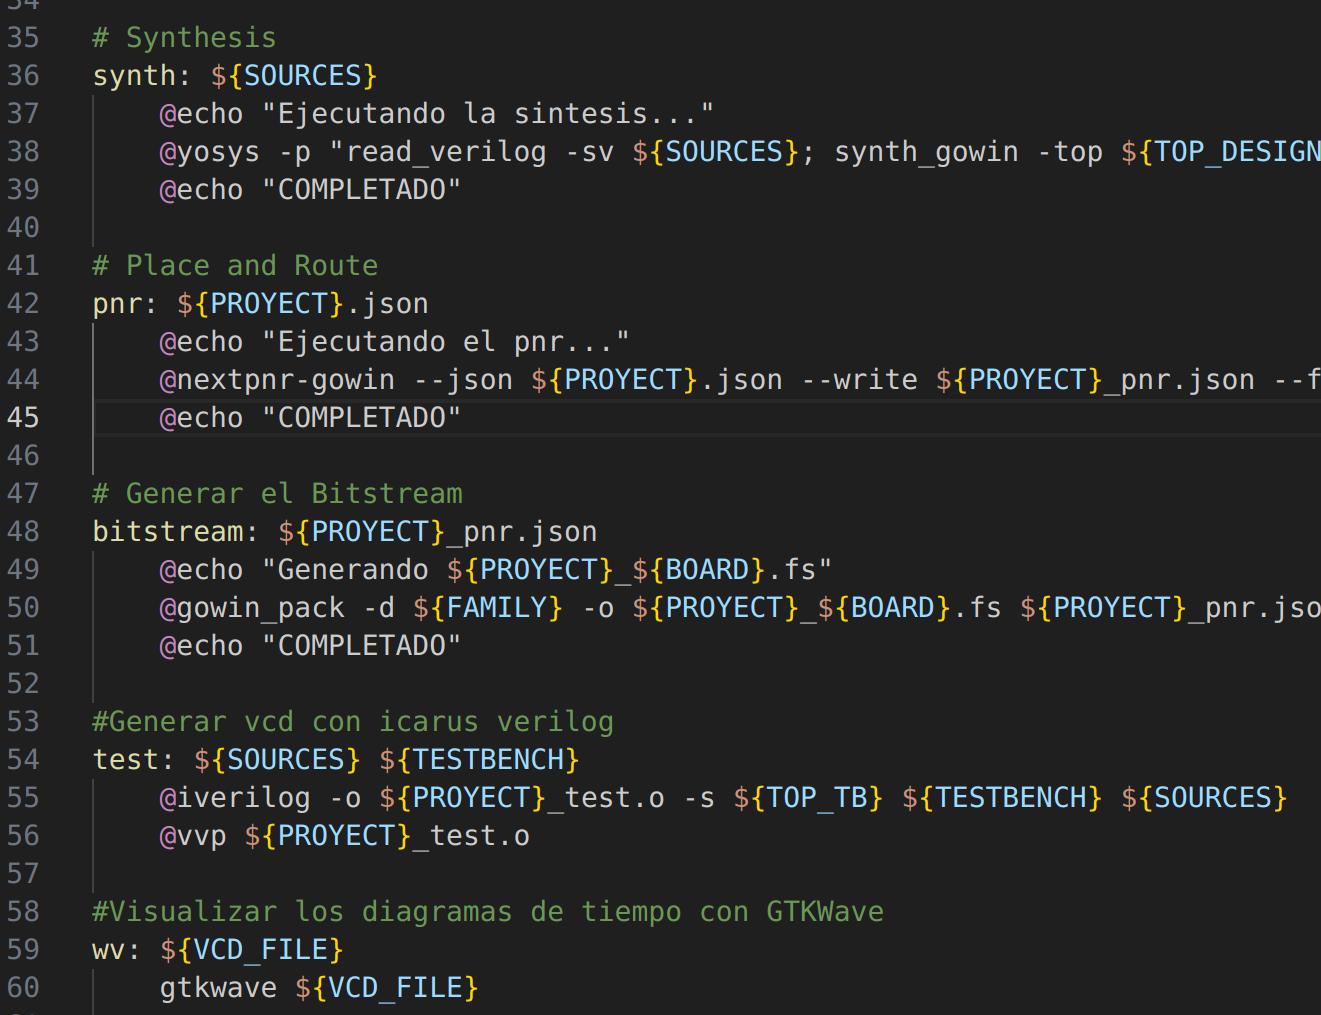 34
35 # Synthesis
36 synth: ${SOURCES}
37 @echo "Ejecutando la sintesis..."
38 @yosys -p "read_verilog -sv ${SOURCES}; synth_gowin -top ${TOP_DESIGN
39 @echo "COMPLETADO"
40
41 # Place and Route
42 pnr: ${PROYECT}.json
43 @echo "Ejecutando el pnr..."
44 @nextpnr-gowin --json ${PROYECT}.json --write ${PROYECT}_pnr.json --f
45 @echo "COMPLETADO"
46
47 # Generar el Bitstream
48 bitstream: ${PROYECT}_pnr.json
49 @echo "Generando ${PROYECT}_${BOARD}.fs"
50 @gowin_pack -d ${FAMILY} -o ${PROYECT}_${BOARD}.fs ${PROYECT}_pnr.jso
51 @echo "COMPLETADO"
52
53 #Generar vcd con icarus verilog
54 test: ${SOURCES} ${TESTBENCH}
55 @iverilog -o ${PROYECT}_test.o -s ${TOP_TB} ${TESTBENCH} ${SOURCES}
56 @vvp ${PROYECT}_test.o
57
58 #Visualizar los diagramas de tiempo con GTKWave
59 wv: ${VCD_FILE}
60 gtkwave ${VCD_FILE}